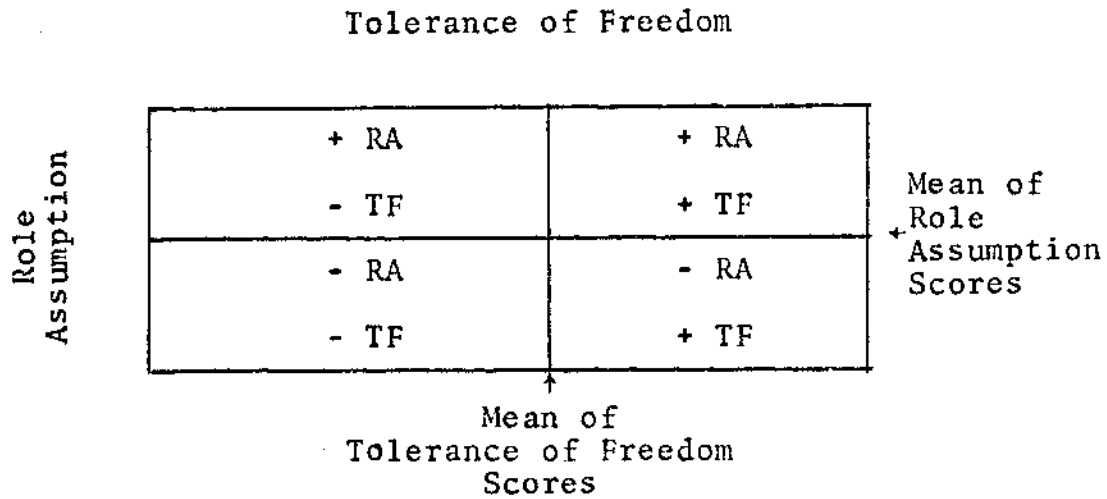 Tolerance of Freedom
Role
Assumption
+ RA
- TF
+ RA
+ TF
- RA
- TF
- RA
+ TF
←
Mean of
Role
Assumption
Scores
↑
Mean of
Tolerance of Freedom
Scores